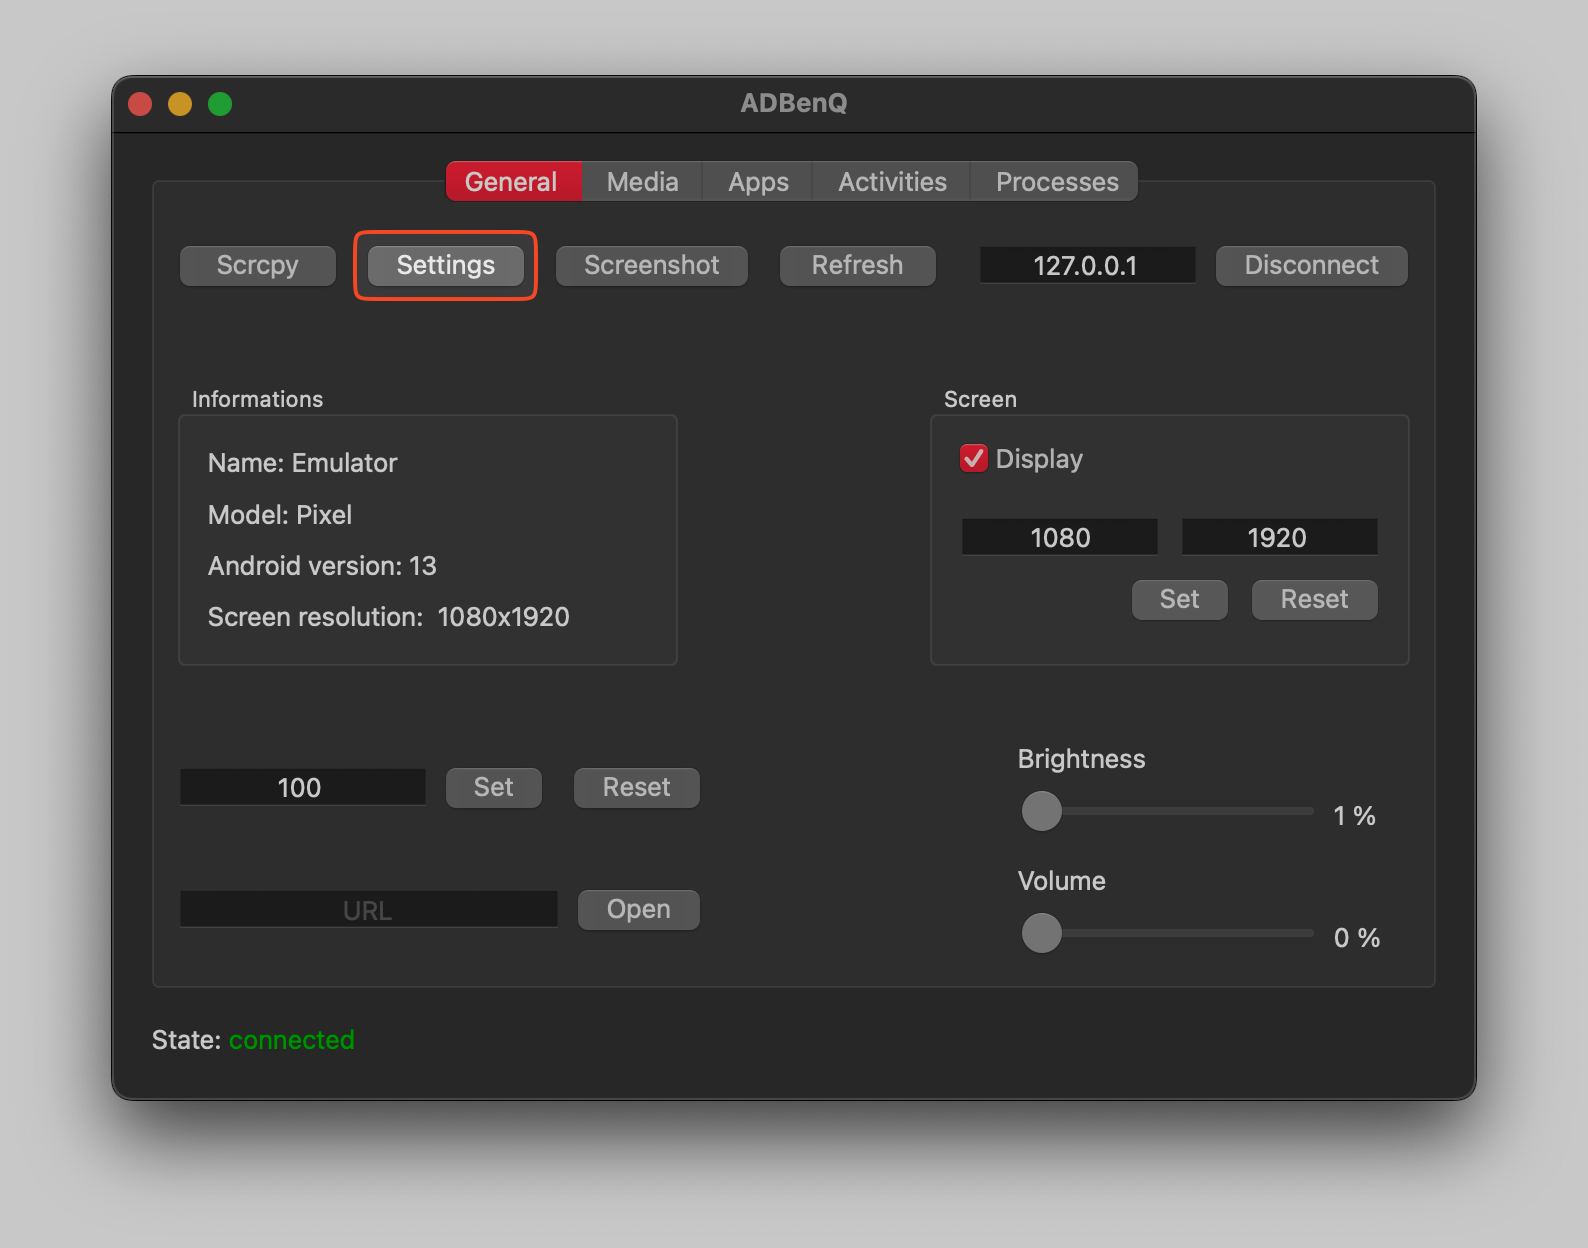 ADBenQ
General Media Apps Activities Processes
Scrcpy Settings Screenshot Refresh 127.0.0.1 Disconnect
Informations
Name: Emulator
Model: Pixel
Android version: 13
Screen resolution: 1080x1920
Screen
Display
1080 1920
Set Reset
100 Set Reset
URL Open
Brightness
1 %
Volume
0 %
State: connected